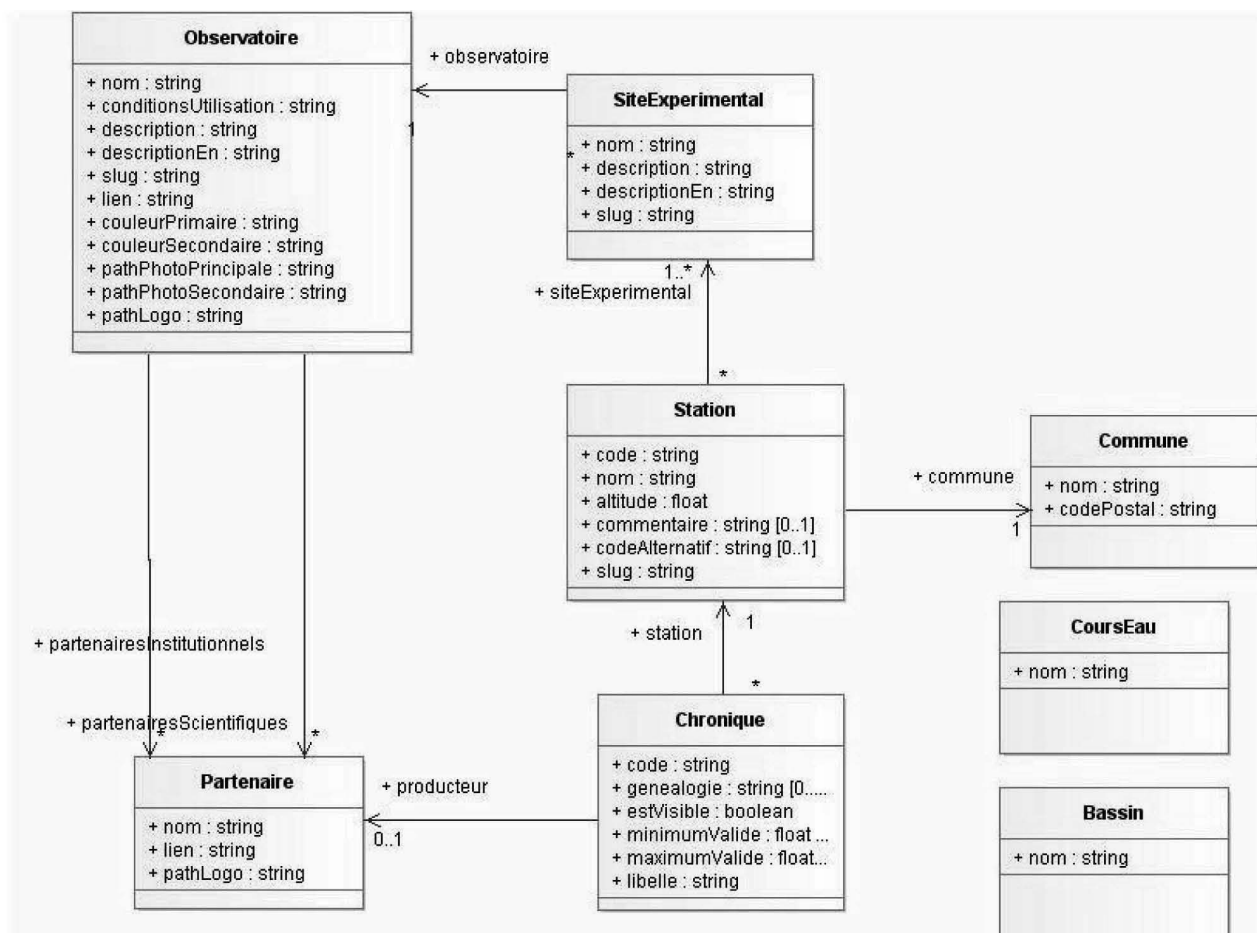 Observatoire
+ nom : string
+ conditionsUtilisation : string
+ description : string
+ descriptionEn : string
+ slug : string
+ lien : string
+ couleurPrimaire : string
+ couleurSecondaire : string
+ pathPhotoPrincipale : string
+ pathPhotoSecondaire : string
+ pathLogo : string
+ observatoire
1
*
SiteExperimental
+ nom : string
+ description : string
+ descriptionEn : string
+ slug : string
1..*
+ siteExperimental
*
Station
+ code : string
+ nom : string
+ altitude : float
+ commentaire : string [0..1]
+ codeAlternatif : string [0..1]
+ slug : string
+ commune
1
Commune
+ nom : string
+ codePostal : string
+ station
1
*
CoursEau
+ nom : string
+ partenairesInstitutionnels
+ partenairesScientifiques
*
*
Partenaire
+ nom : string
+ lien : string
+ pathLogo : string
+ producteur
0..1
Chronique
+ code : string
+ genealogie : string [0.....
+ estVisible : boolean
+ minimumValide : float ...
+ maximumValide : float...
+ libelle : string
Bassin
+ nom : string